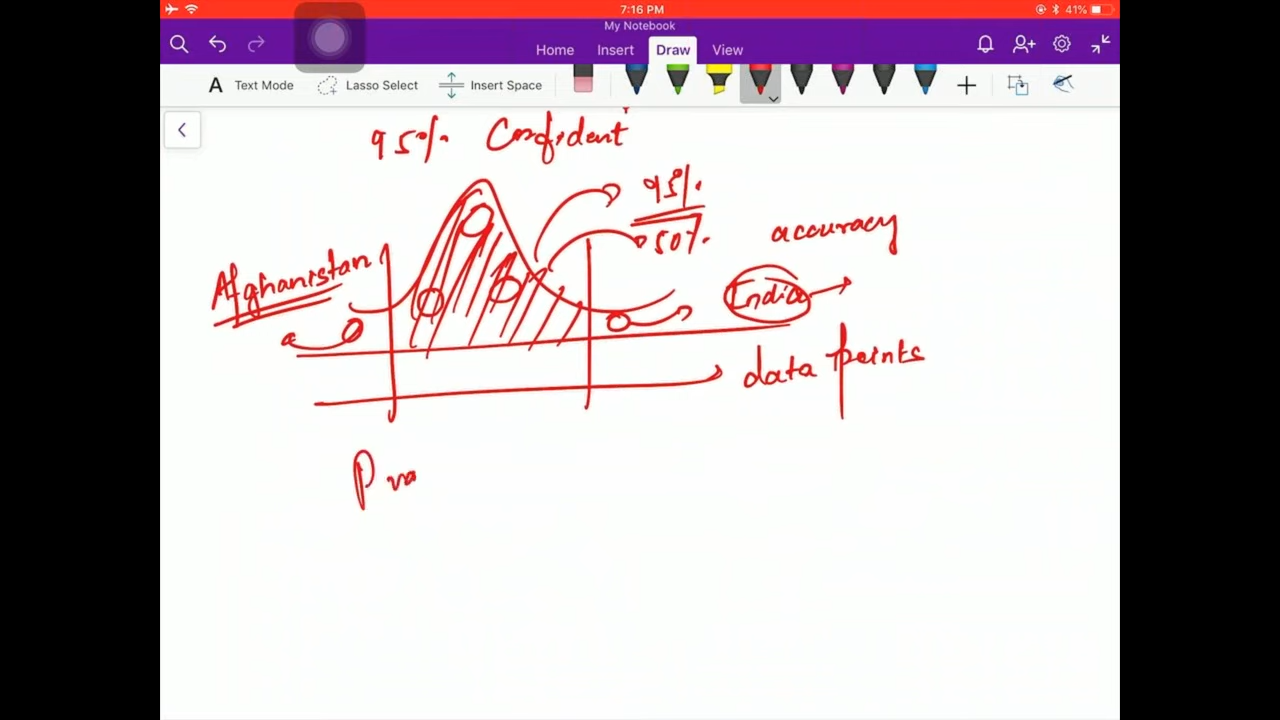 7:16 PM
41%
My Notebook
Home Insert Draw View
A Text Mode Lasso Select Insert Space
95% Confident
95%
50%
accuracy
Afghanistan
India
data points
P va